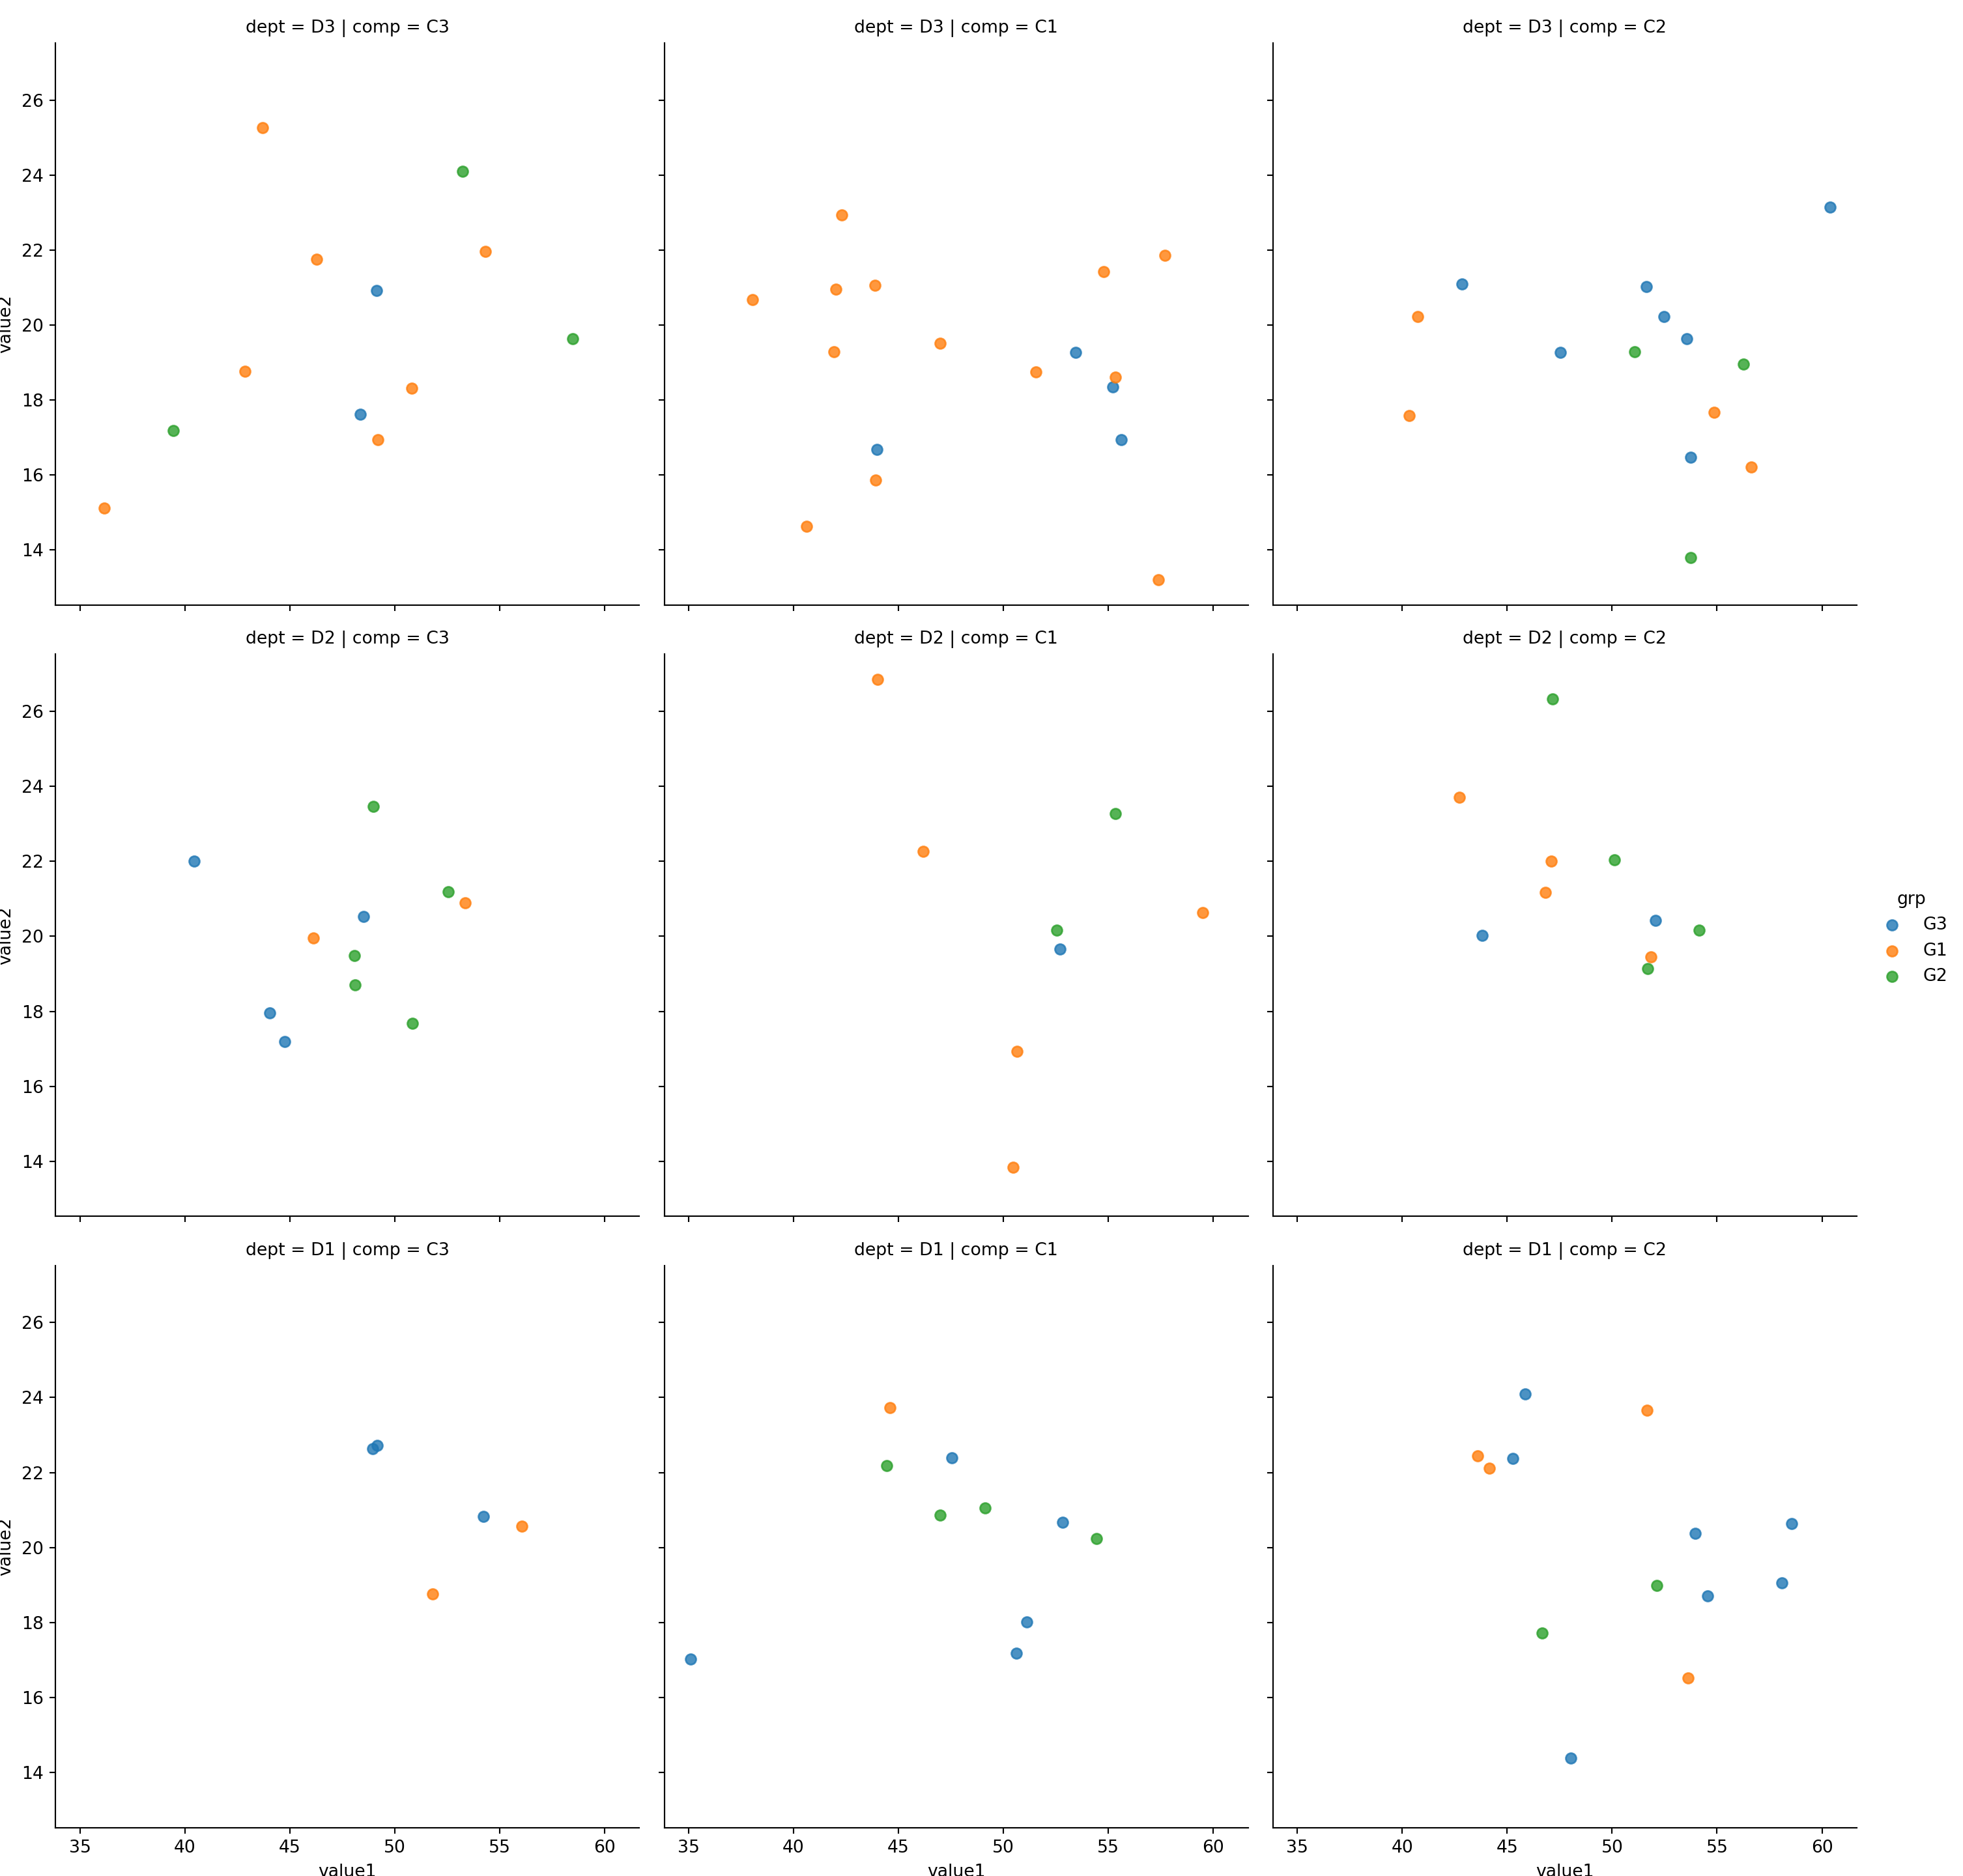 dept = D3 | comp = C3
dept = D3 | comp = C1
dept = D3 | comp = C2
26
24
22
20
18
16
14
value2
dept = D2 | comp = C3
dept = D2 | comp = C1
dept = D2 | comp = C2
26
24
22
20
18
16
14
value2
grp
G3
G1
G2
dept = D1 | comp = C3
dept = D1 | comp = C1
dept = D1 | comp = C2
26
24
22
20
18
16
14
value2
35 40 45 50 55 60
35 40 45 50 55 60
35 40 45 50 55 60
value1
value1
value1